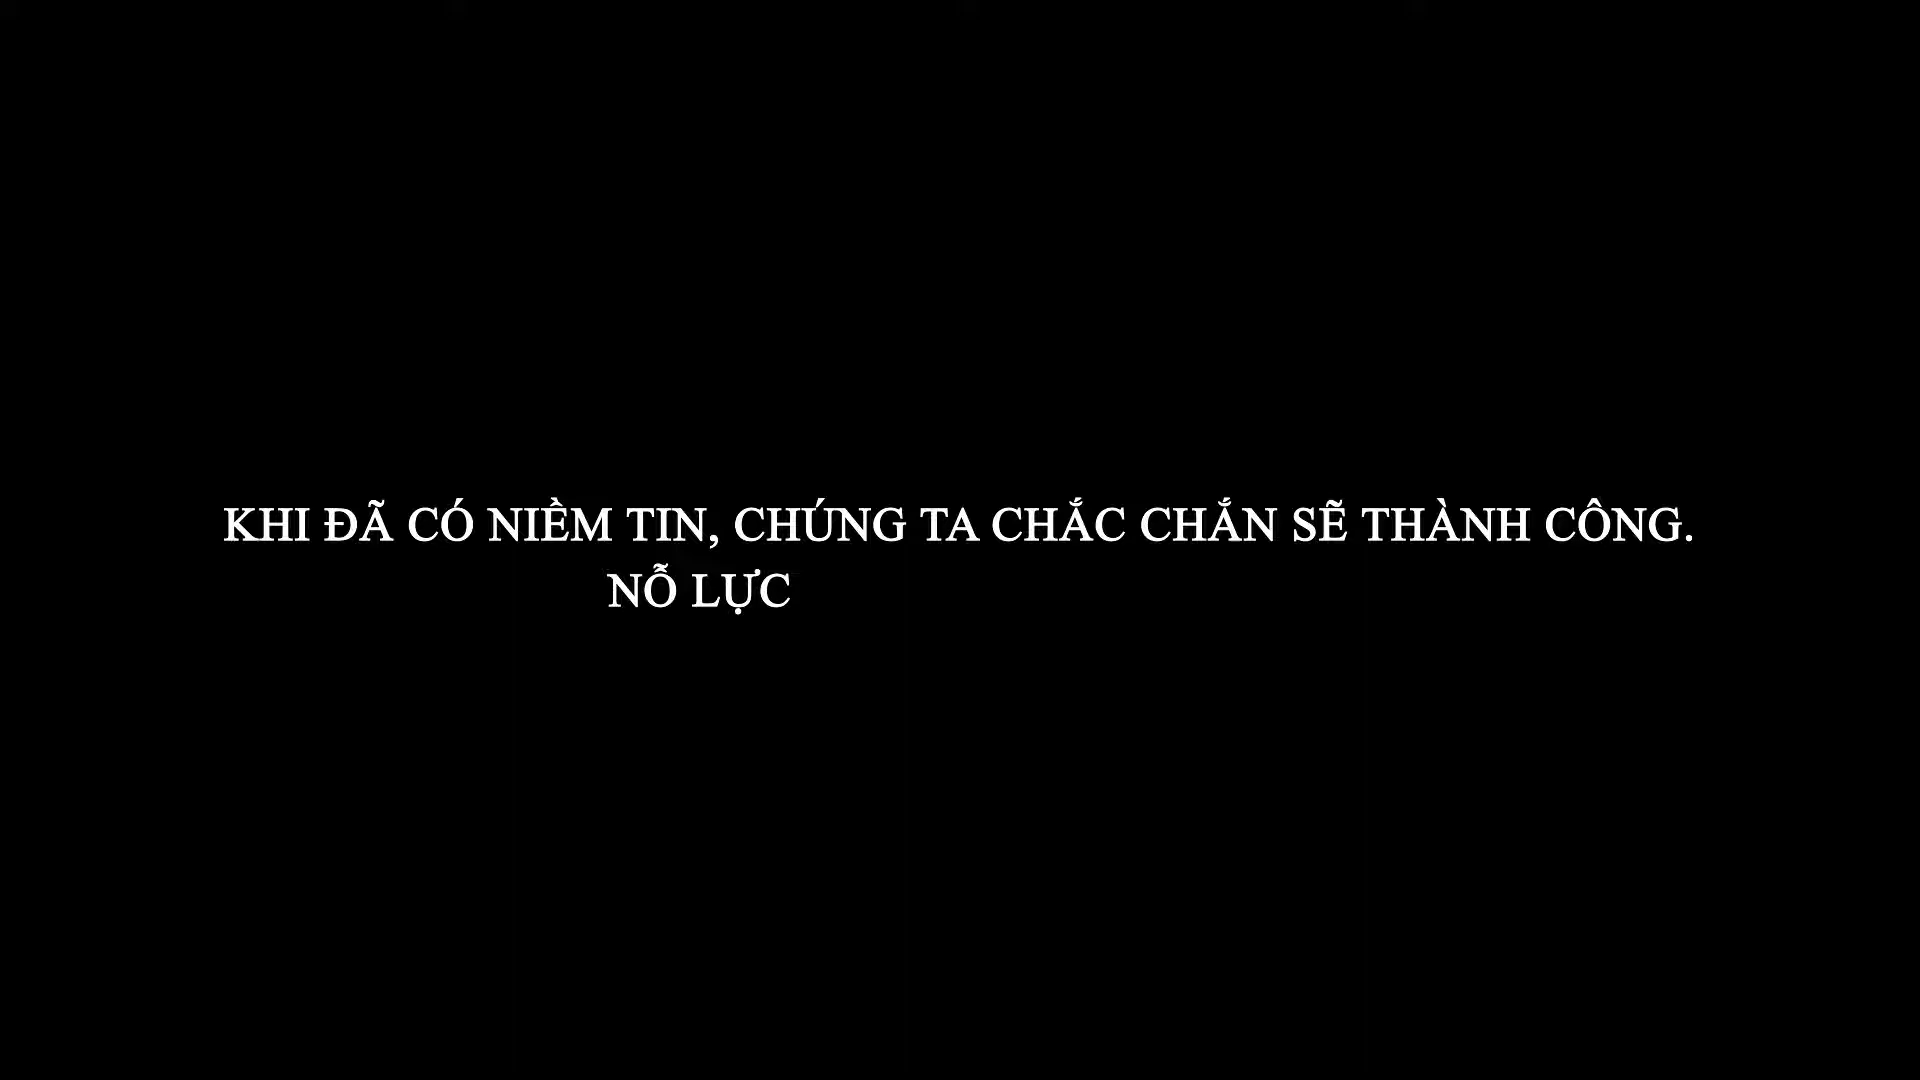 KHI ĐÃ CÓ NIỀM TIN, CHÚNG TA CHẮC CHẮN SẼ THÀNH CÔNG.
NỖ LỰC